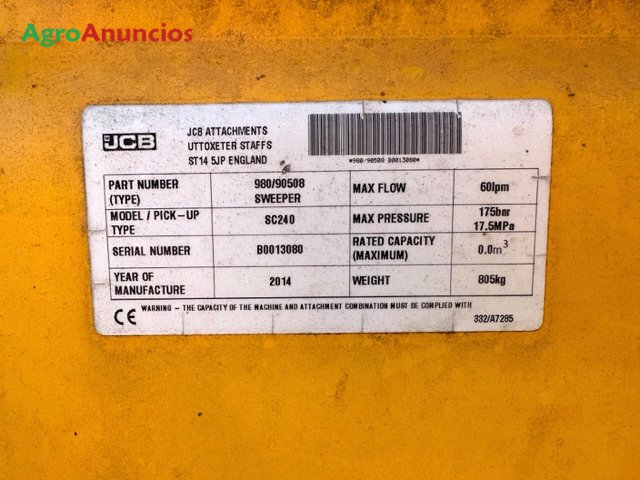 AgroAnuncios
JCB
JCB ATTACHMENTS
UTTOXETER STAFFS
ST14 5JP ENGLAND
*980/90508 B0013080*
PART NUMBER
(TYPE)
980/90508
SWEEPER
MAX FLOW
60lpm
MODEL / PICK-UP
TYPE
SC240
MAX PRESSURE
175bar
17.5MPa
SERIAL NUMBER
B0013080
RATED CAPACITY
(MAXIMUM)
0.0m³
YEAR OF
MANUFACTURE
2014
WEIGHT
805kg
CE
WARNING - THE CAPACITY OF THE MACHINE AND ATTACHMENT COMBINATION MUST BE COMPLIED WITH
332/A7285